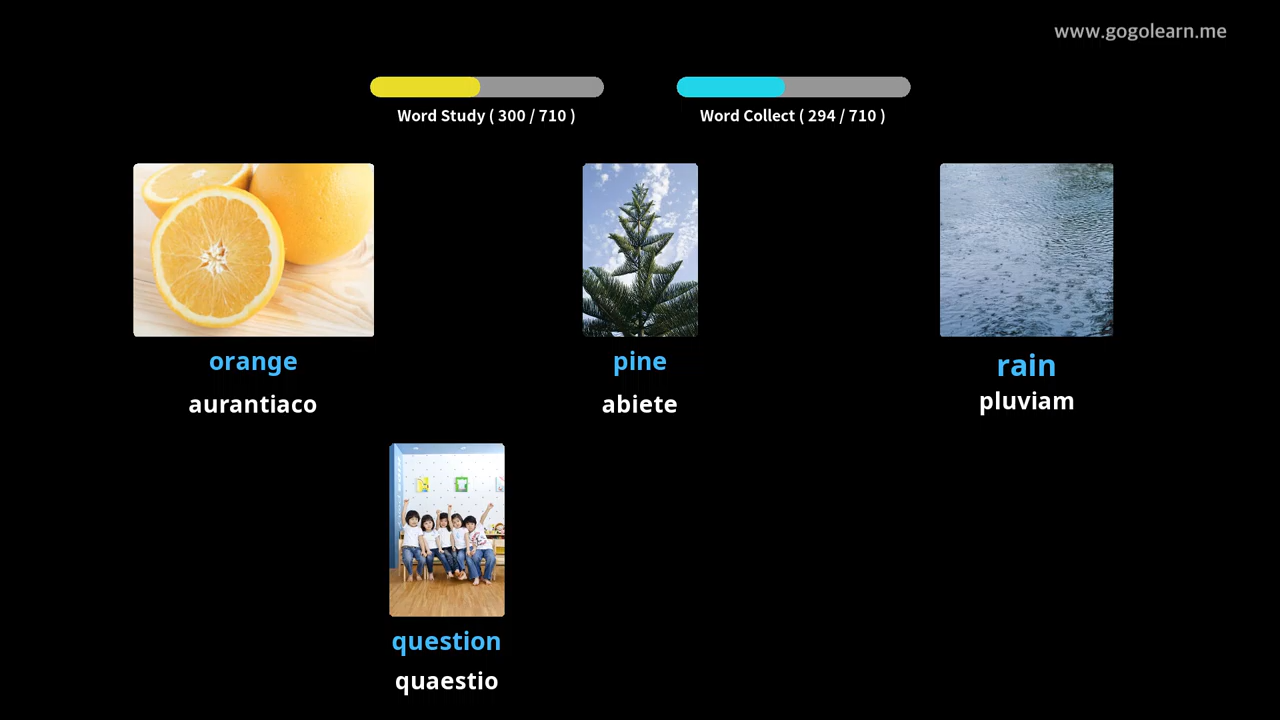 www.gogolearn.me
Word Study ( 300 / 710 )
Word Collect ( 294 / 710 )
orange
aurantiaco
pine
abiete
rain
pluviam
question
quaestio